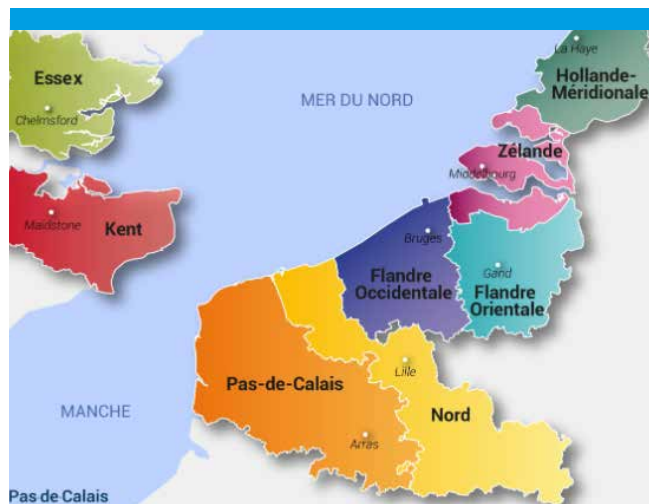 La Haye
Hollande-
Méridionale
Essex
MER DU NORD
Chelmsford
Zélande
Middelbourg
Maidstone
Kent
Bruges
Gand
Flandre
Occidentale
Flandre
Orientale
Lille
Pas-de-Calais
MANCHE
Nord
Arras
Pas de Calais